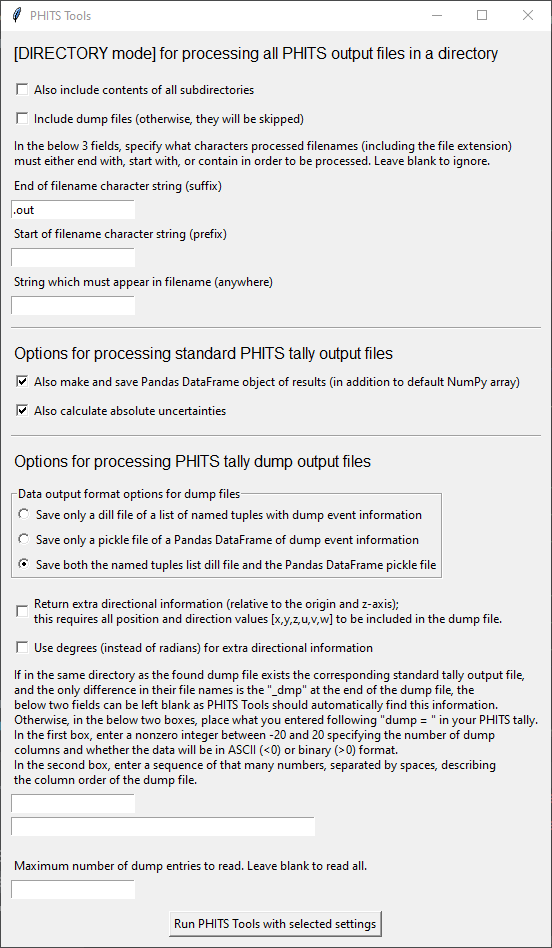 PHITS Tools
[DIRECTORY mode] for processing all PHITS output files in a directory
Also include contents of all subdirectories
Include dump files (otherwise, they will be skipped)
In the below 3 fields, specify what characters processed filenames (including the file extension)
must either end with, start with, or contain in order to be processed. Leave blank to ignore.
End of filename character string (suffix)
.out
Start of filename character string (prefix)
String which must appear in filename (anywhere)
Options for processing standard PHITS tally output files
Also make and save Pandas DataFrame object of results (in addition to default NumPy array)
Also calculate absolute uncertainties
Options for processing PHITS tally dump output files
Data output format options for dump files
Save only a dill file of a list of named tuples with dump event information
Save only a pickle file of a Pandas DataFrame of dump event information
Save both the named tuples list dill file and the Pandas DataFrame pickle file
Return extra directional information (relative to the origin and z-axis);
this requires all position and direction values [x,y,z,u,v,w] to be included in the dump file.
Use degrees (instead of radians) for extra directional information
If in the same directory as the found dump file exists the corresponding standard tally output file,
and the only difference in their file names is the "_dmp" at the end of the dump file, the
below two fields can be left blank as PHITS Tools should automatically find this information.
Otherwise, in the below two boxes, place what you entered following "dump = " in your PHITS tally.
In the first box, enter a nonzero integer between -20 and 20 specifying the number of dump
columns and whether the data will be in ASCII (<0) or binary (>0) format.
In the second box, enter a sequence of that many numbers, separated by spaces, describing
the column order of the dump file.
Maximum number of dump entries to read. Leave blank to read all.
Run PHITS Tools with selected settings